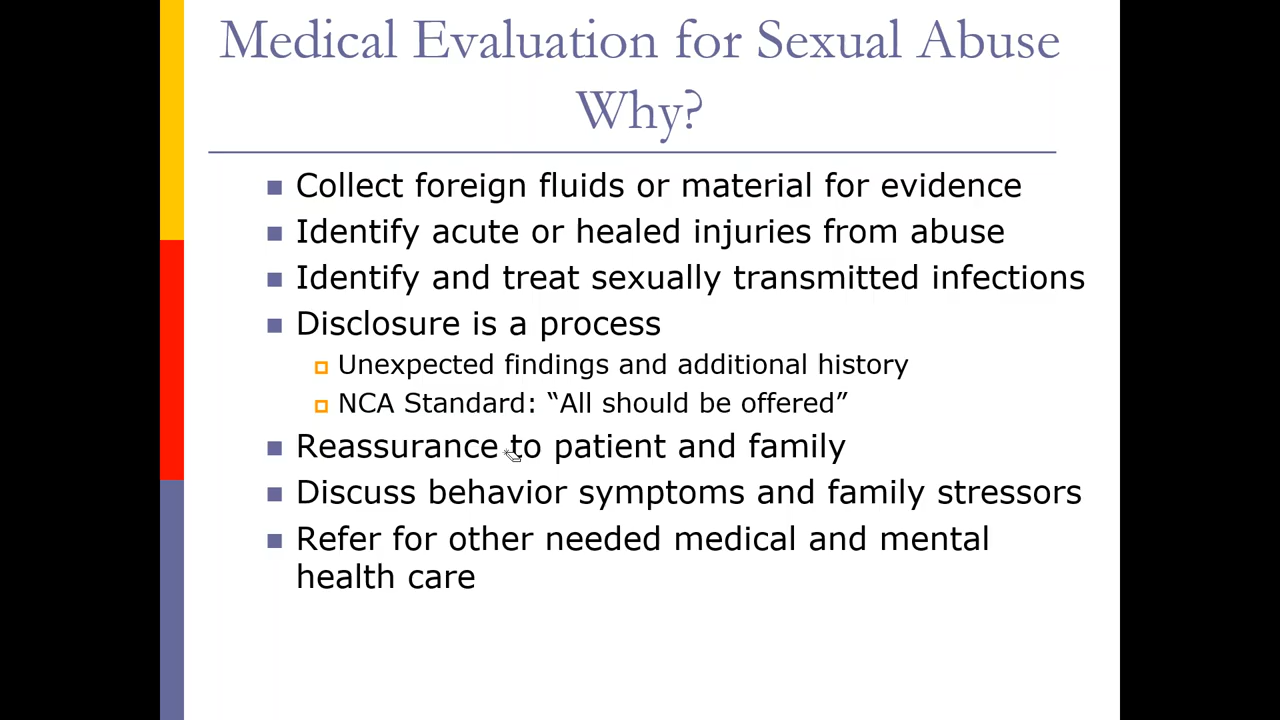 Medical Evaluation for Sexual Abuse
Why?
Collect foreign fluids or material for evidence
Identify acute or healed injuries from abuse
Identify and treat sexually transmitted infections
Disclosure is a process
Unexpected findings and additional history
NCA Standard: “All should be offered”
Reassurance to patient and family
Discuss behavior symptoms and family stressors
Refer for other needed medical and mental
health care